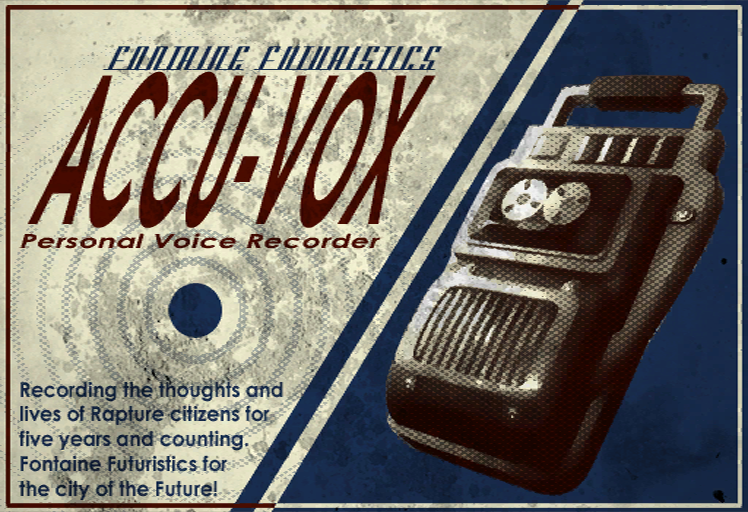 FONTAINE FUTURISTICS
ACCU-VOX
Personal Voice Recorder
Recording the thoughts and
lives of Rapture citizens for
five years and counting.
Fontaine Futuristics for
the city of the Future!